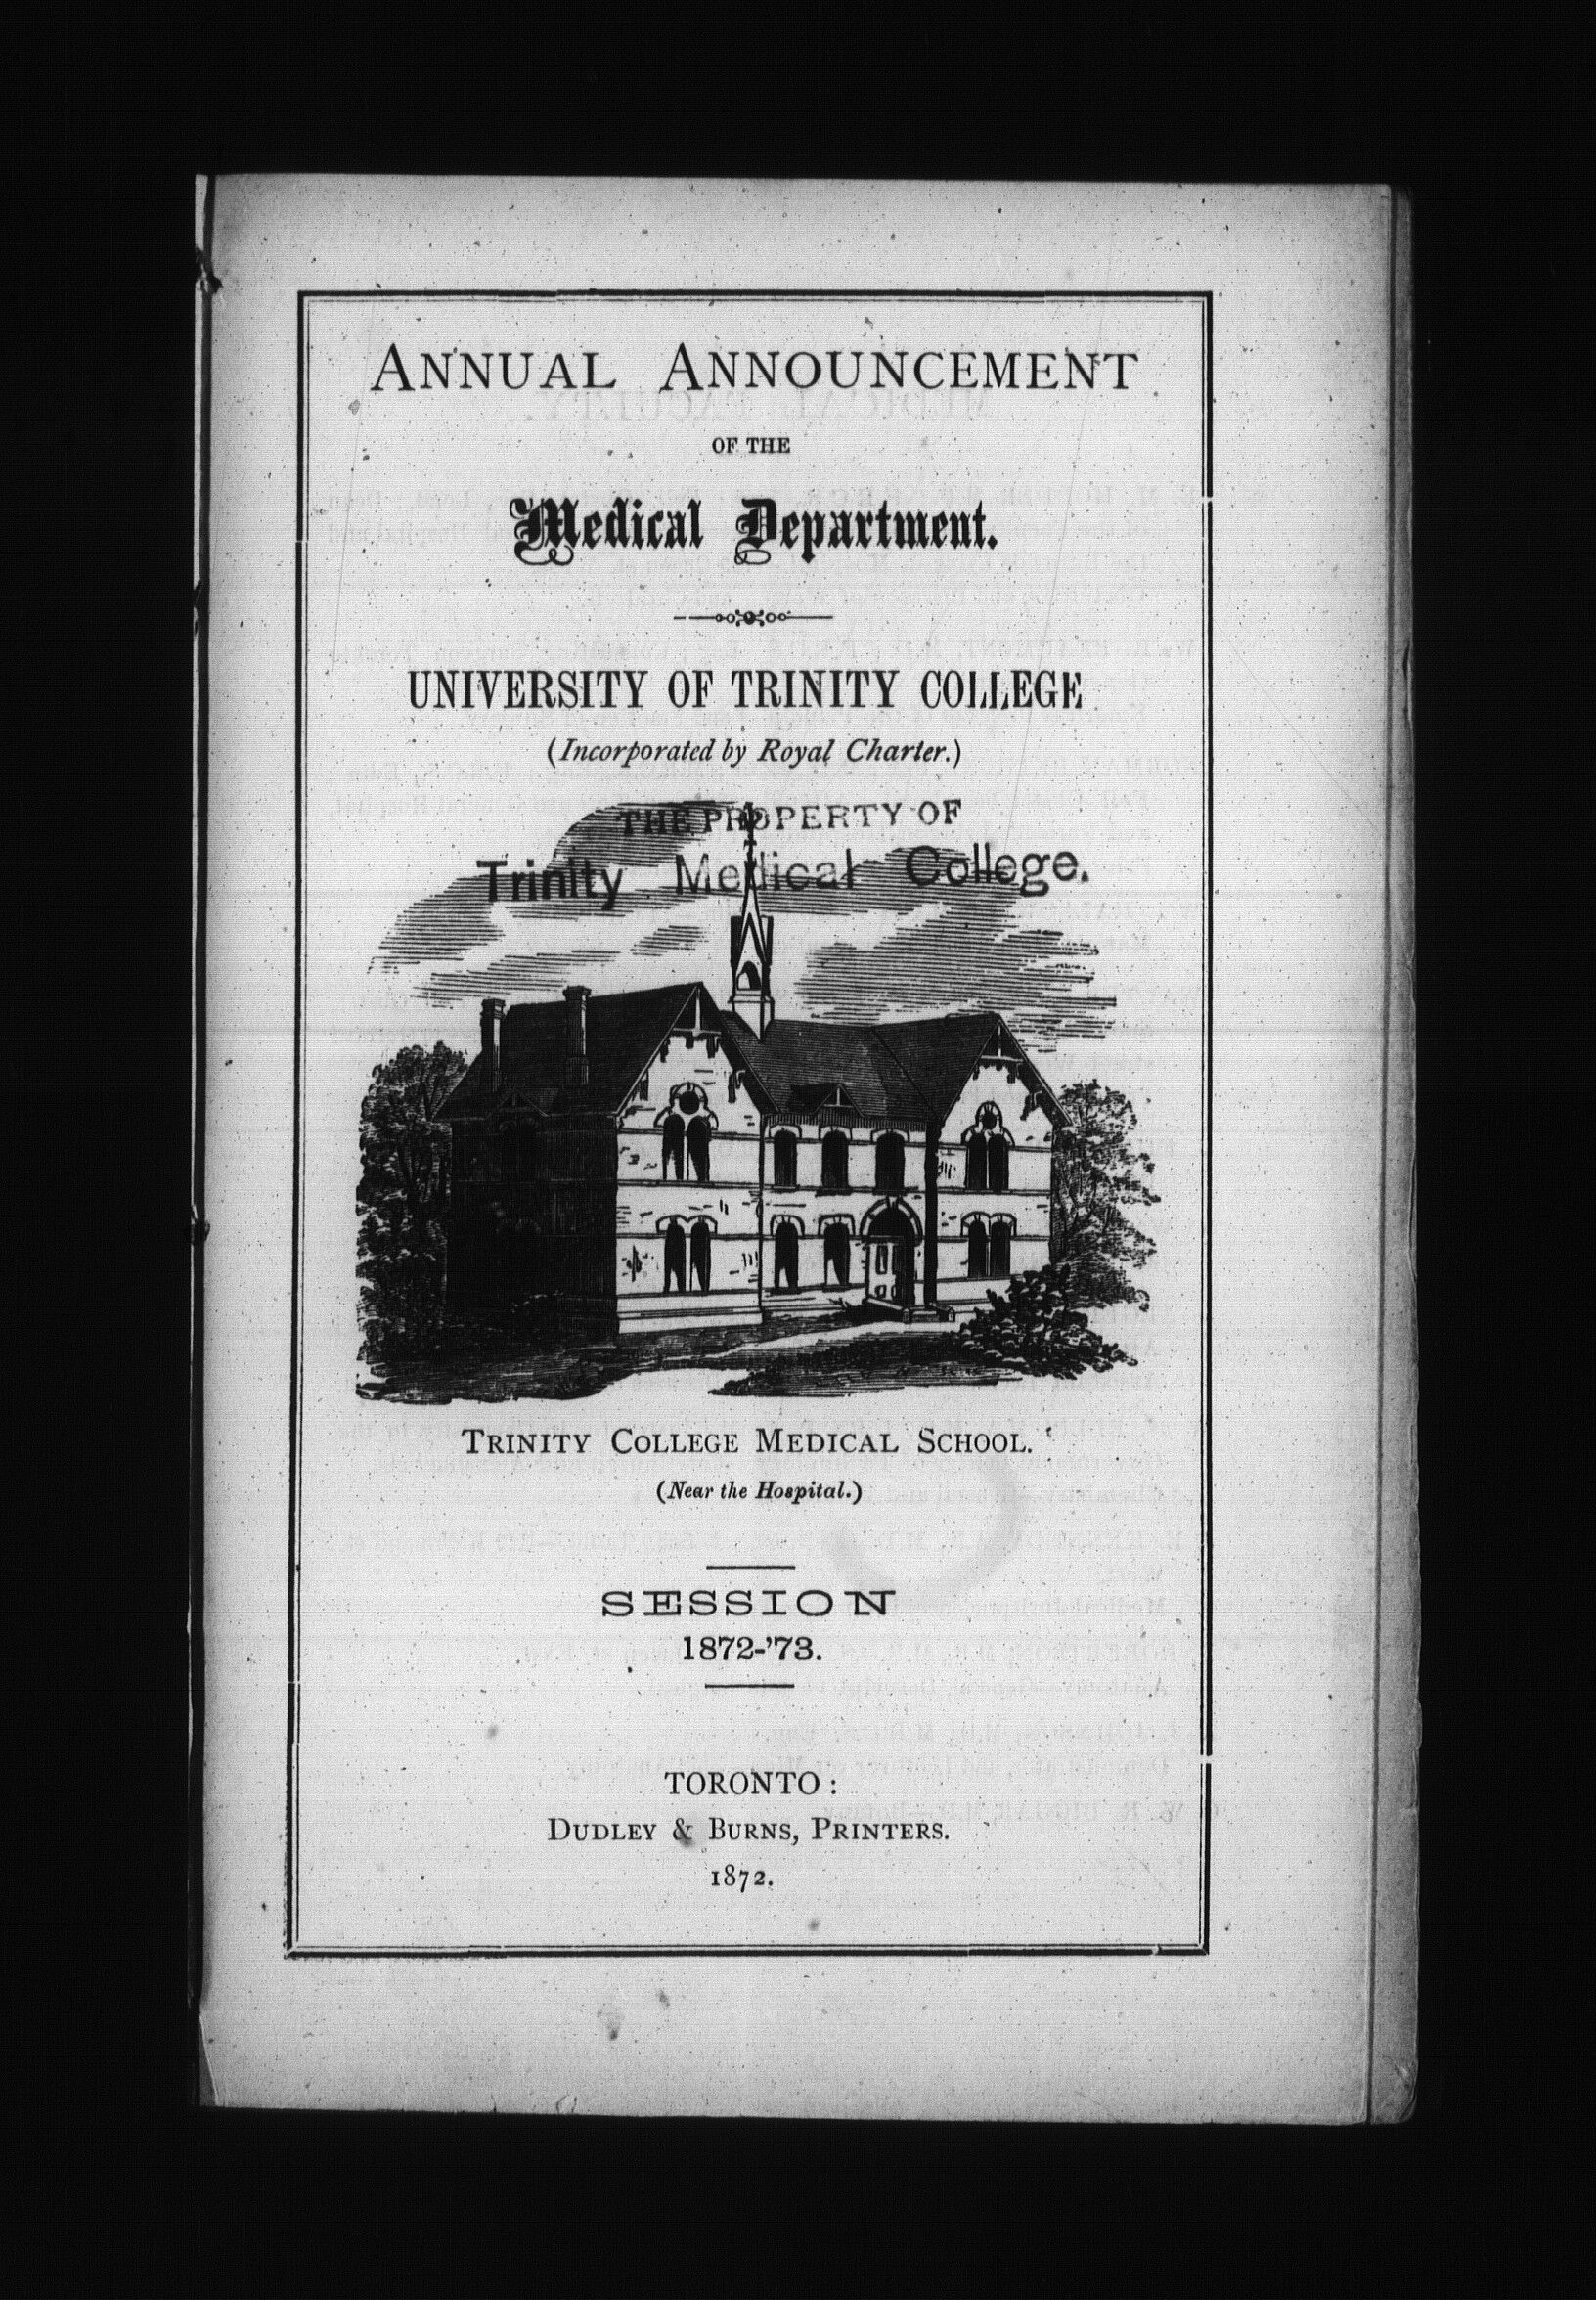 ANNUAL ANNOUNCEMENT
OF THE
Medical Department.
UNIVERSITY OF TRINITY COLLEGE
(Incorporated by Royal Charter.)
THE PROPERTY OF
Trinity Medical College.
TRINITY COLLEGE MEDICAL SCHOOL.
(Near the Hospital.)
SESSION
1872-'73.
TORONTO:
DUDLEY & BURNS, PRINTERS.
1872.